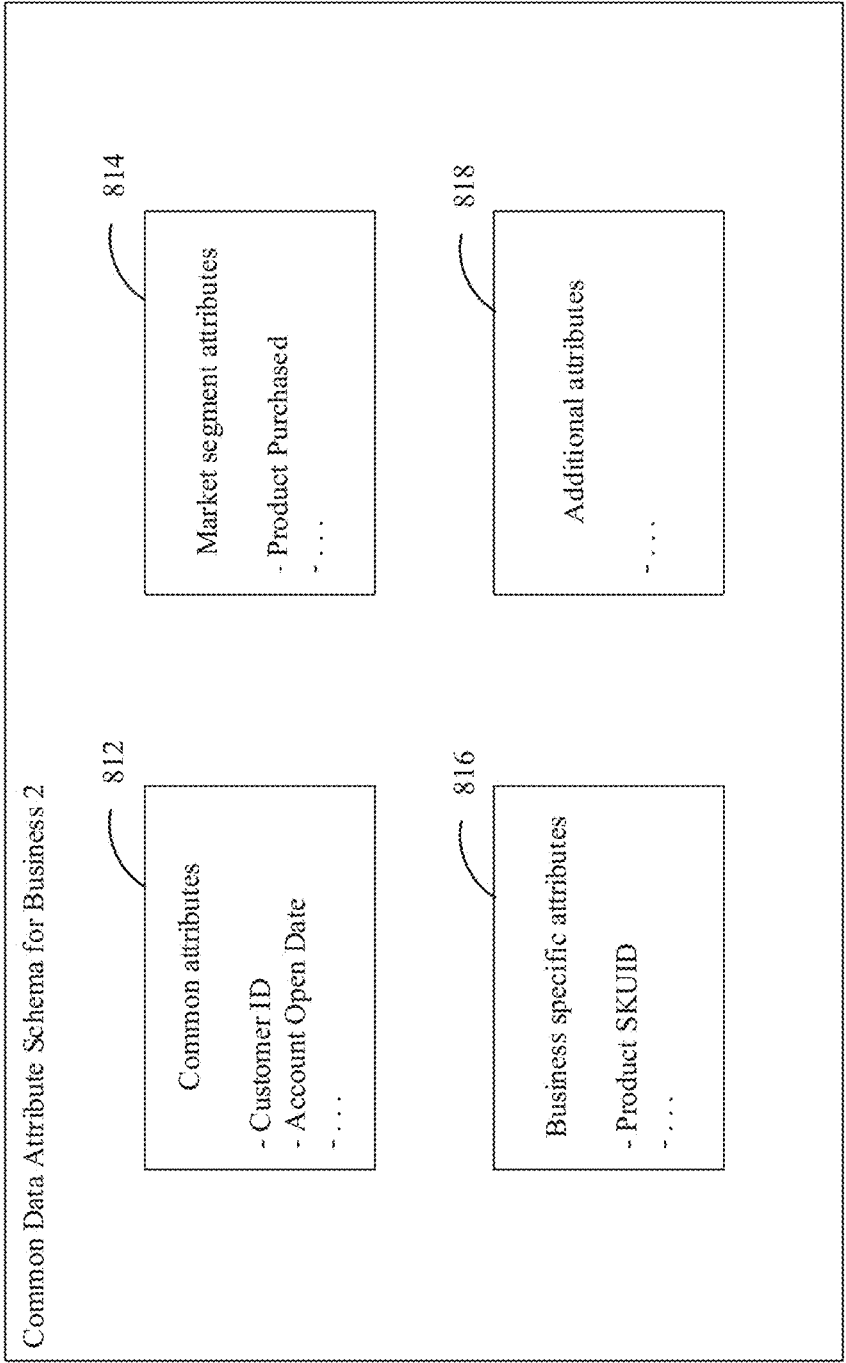 Common Data Attribute Schema for Business 2
812
Common attributes
- Customer ID
- Account Open Date
- . . .
814
Market segment attributes
- Product Purchased
- . . .
816
Business specific attributes
- Product SKUID
- . . .
818
Additional attributes
- . . .